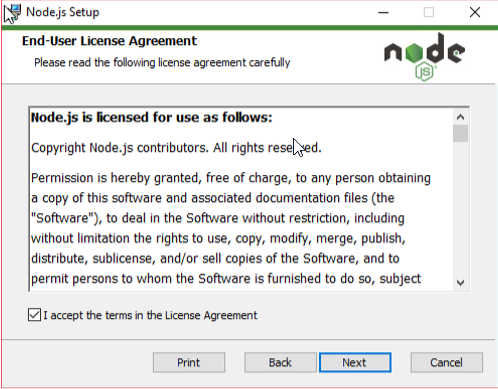 Node.js Setup
End-User License Agreement
Please read the following license agreement carefully
node
JS
Node.js is licensed for use as follows:
Copyright Node.js contributors. All rights reserved.
Permission is hereby granted, free of charge, to any person obtaining
a copy of this software and associated documentation files (the
"Software"), to deal in the Software without restriction, including
without limitation the rights to use, copy, modify, merge, publish,
distribute, sublicense, and/or sell copies of the Software, and to
permit persons to whom the Software is furnished to do so, subject
I accept the terms in the License Agreement
Print
Back
Next
Cancel